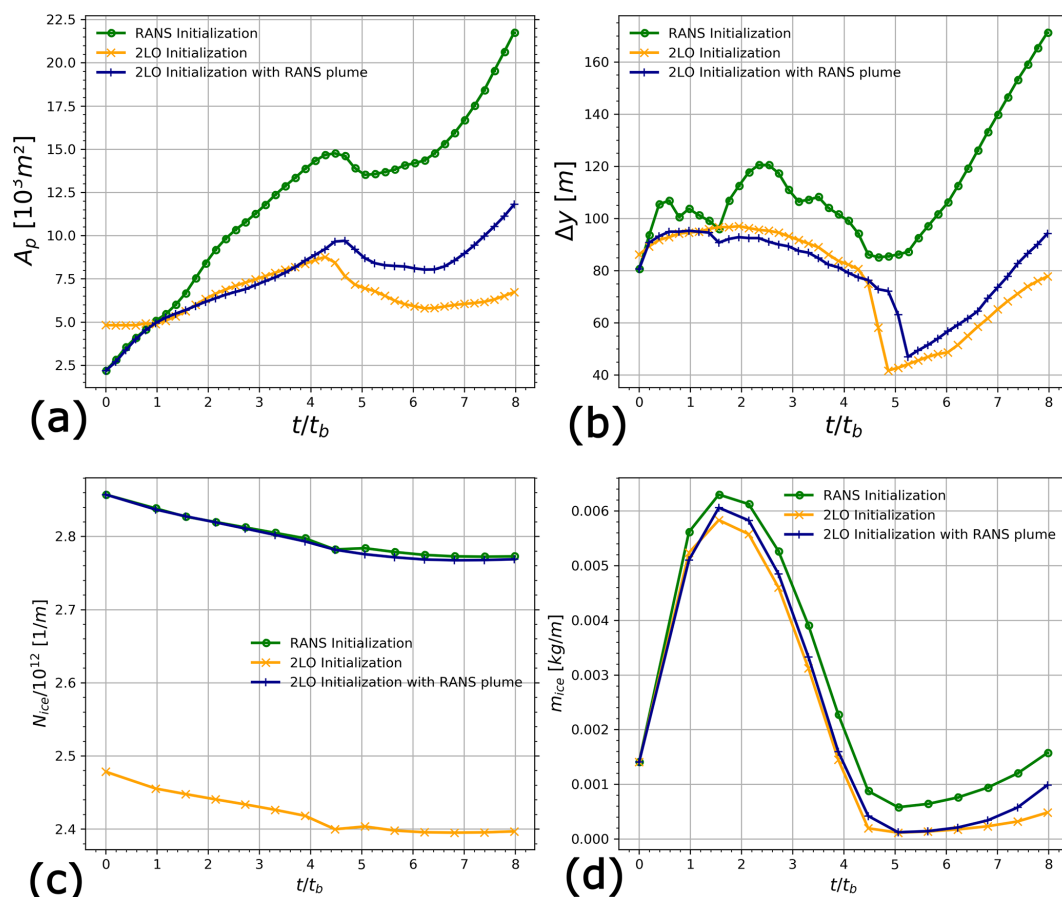 22.5
20.0
17.5
15.0
12.5
10.0
7.5
5.0
2.5
A_p [10³m²]
RANS Initialization
2LO Initialization
2LO Initialization with RANS plume
0 1 2 3 4 5 6 7 8
t/t_b
(a)
160
140
120
100
80
60
40
Δy [m]
RANS Initialization
2LO Initialization
2LO Initialization with RANS plume
0 1 2 3 4 5 6 7 8
t/t_b
(b)
2.8
2.7
2.6
2.5
2.4
N_ice/10¹² [1/m]
RANS Initialization
2LO Initialization
2LO Initialization with RANS plume
0 1 2 3 4 5 6 7 8
t/t_b
(c)
0.006
0.005
0.004
0.003
0.002
0.001
0.000
m_ice [kg/m]
RANS Initialization
2LO Initialization
2LO Initialization with RANS plume
0 1 2 3 4 5 6 7 8
t/t_b
(d)